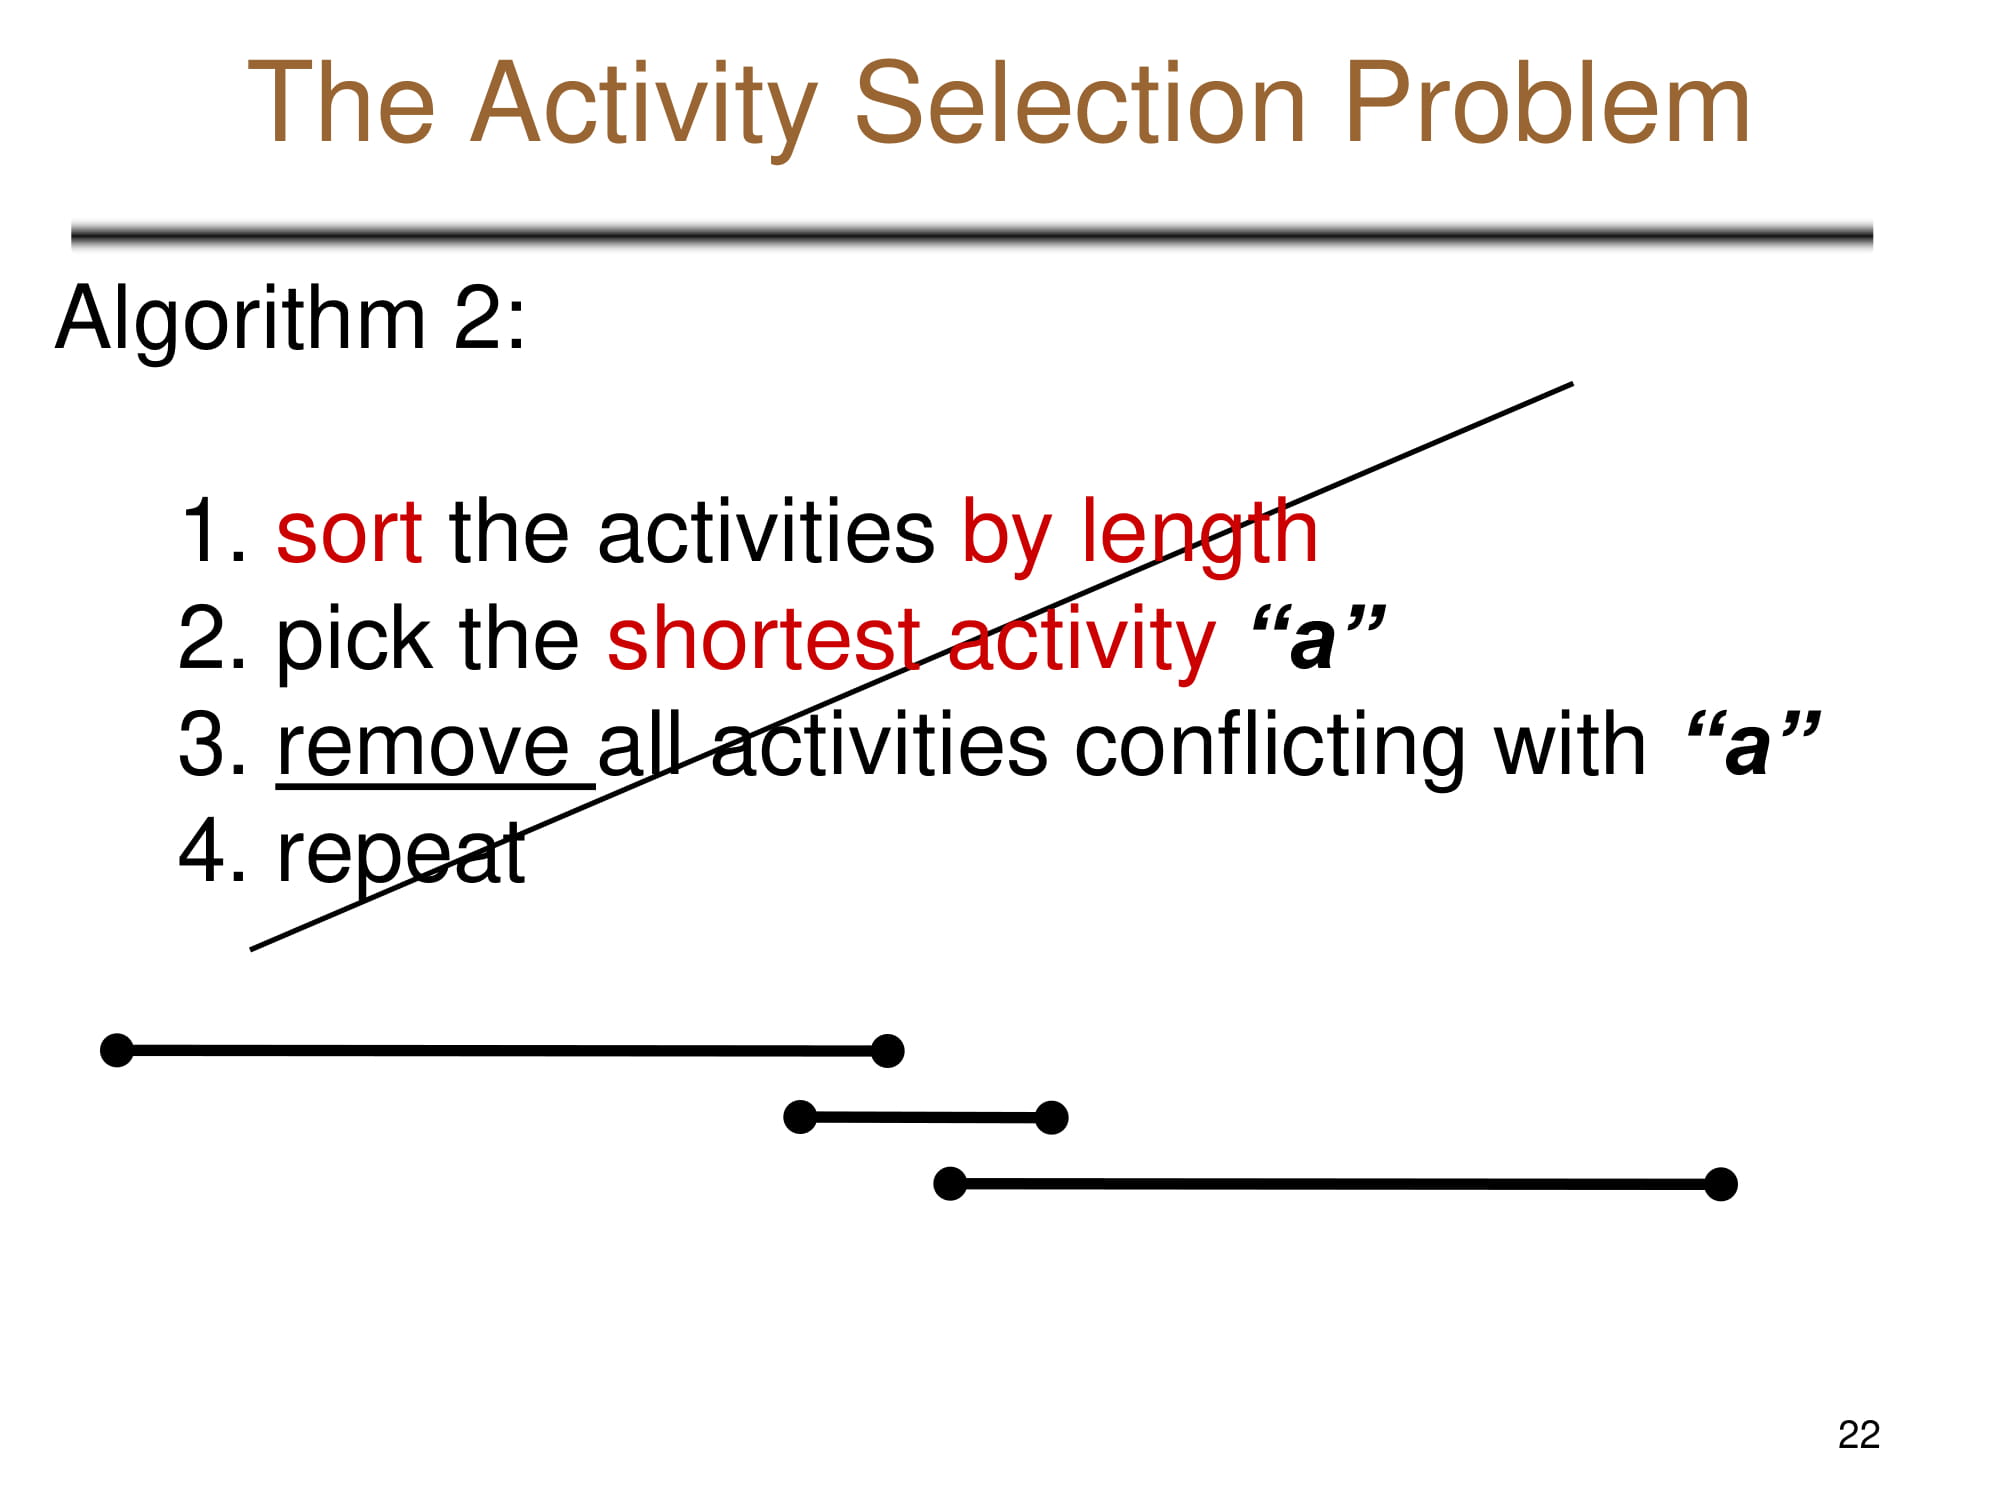 The Activity Selection Problem
Algorithm 2:
1. sort the activities by length
2. pick the shortest activity “a”
3. remove all activities conflicting with “a”
4. repeat
22